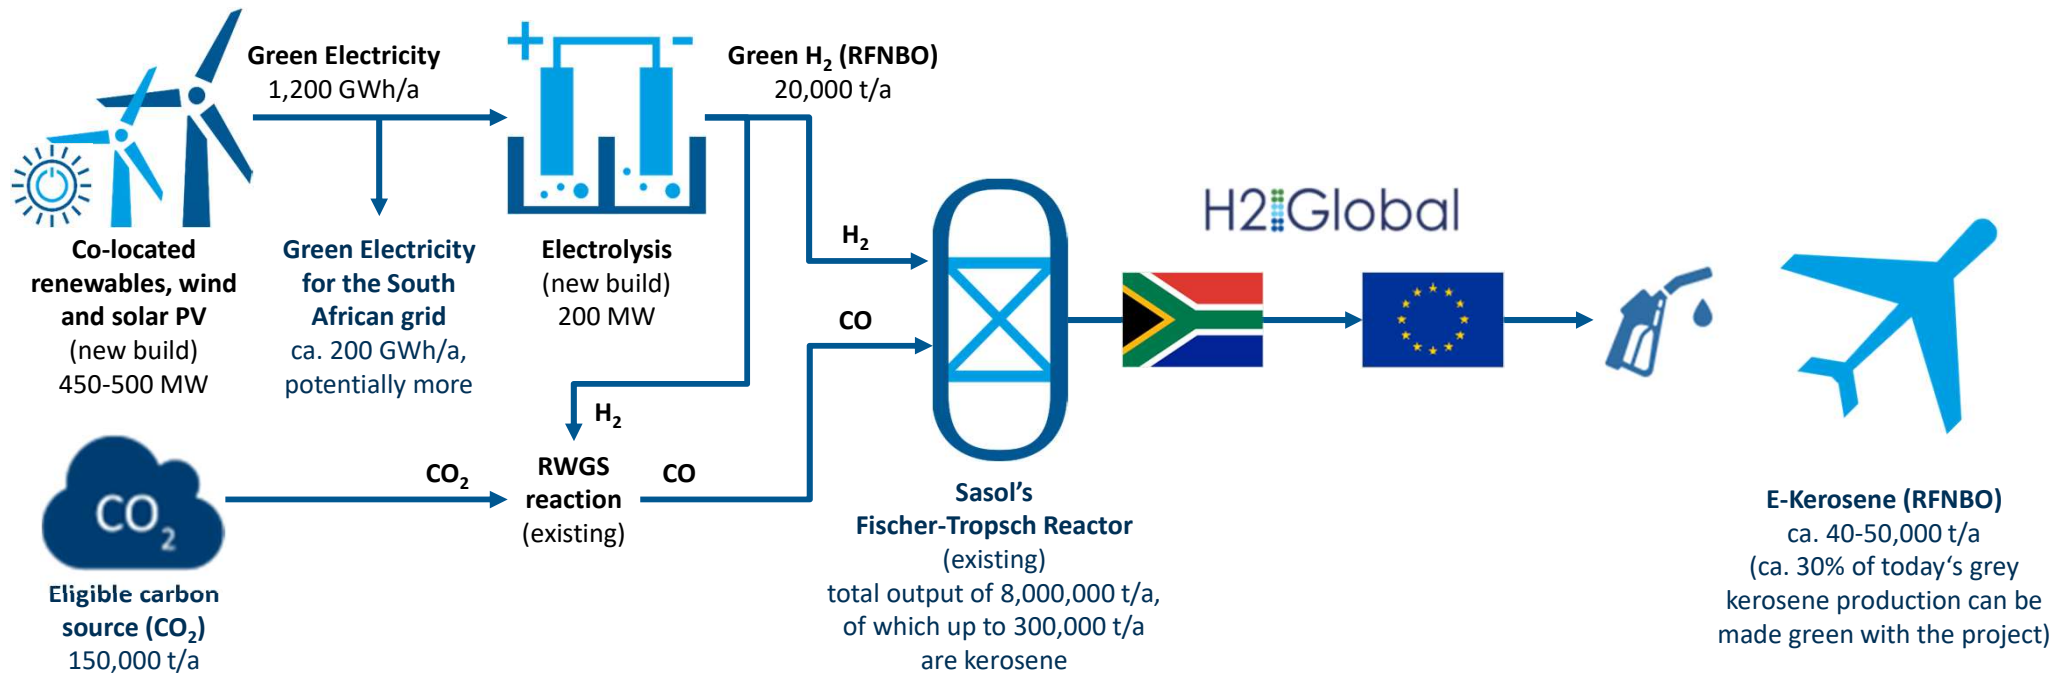 Green Electricity
1,200 GWh/a
Green H₂ (RFNBO)
20,000 t/a
Co-located
renewables, wind
and solar PV
(new build)
450-500 MW
Green Electricity
for the South
African grid
ca. 200 GWh/a,
potentially more
+ -
Electrolysis
(new build)
200 MW
H₂
CO
H₂
CO₂
Eligible carbon
source (CO₂)
150,000 t/a
CO₂
RWGS
reaction
(existing)
CO
Sasol's
Fischer-Tropsch Reactor
(existing)
total output of 8,000,000 t/a,
of which up to 300,000 t/a
are kerosene
H2Global
E-Kerosene (RFNBO)
ca. 40-50,000 t/a
(ca. 30% of today‘s grey
kerosene production can be
made green with the project)